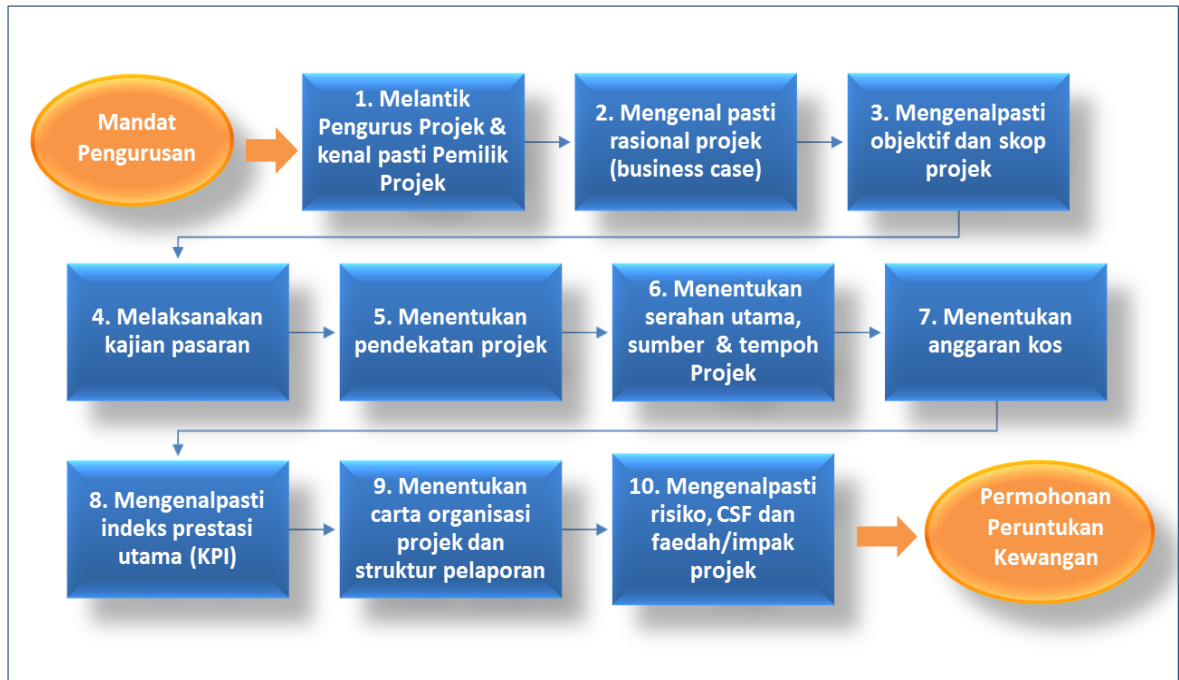 Mandat
Pengurusan
1. Melantik
Pengurus Projek &
kenal pasti Pemilik
Projek
2. Mengenal pasti
rasional projek
(business case)
3. Mengenalpasti
objektif dan skop
projek
4. Melaksanakan
kajian pasaran
5. Menentukan
pendekatan projek
6. Menentukan
serahan utama,
sumber & tempoh
Projek
7. Menentukan
anggaran kos
8. Mengenalpasti
indeks prestasi
utama (KPI)
9. Menentukan
carta organisasi
projek dan
struktur pelaporan
10. Mengenalpasti
risiko, CSF dan
faedah/impak
projek
Permohonan
Peruntukan
Kewangan